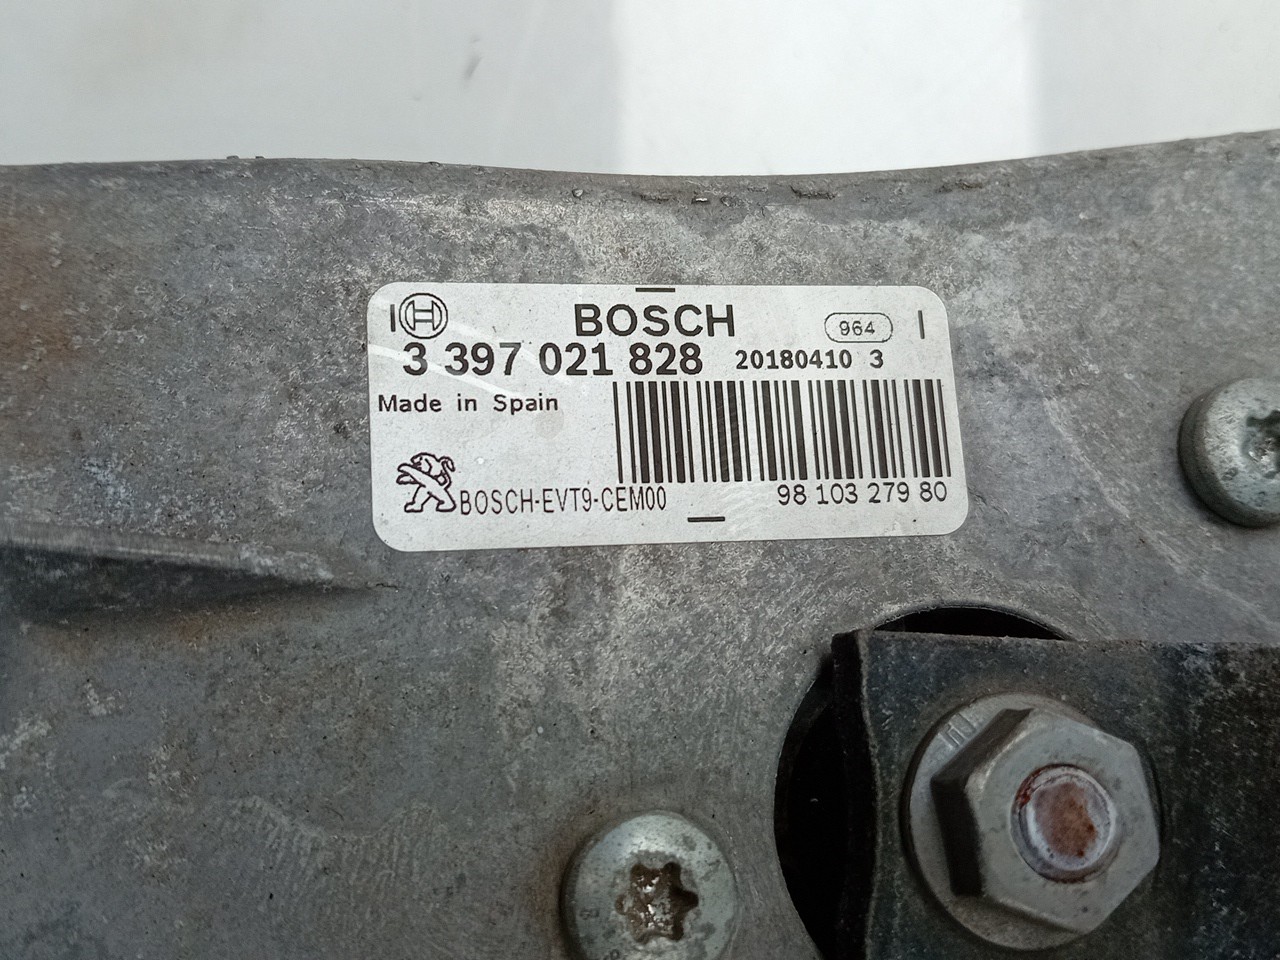 BOSCH 964
3 397 021 828 20180410 3
Made in Spain
BOSCH-EVT9-CEM00 98 103 279 80